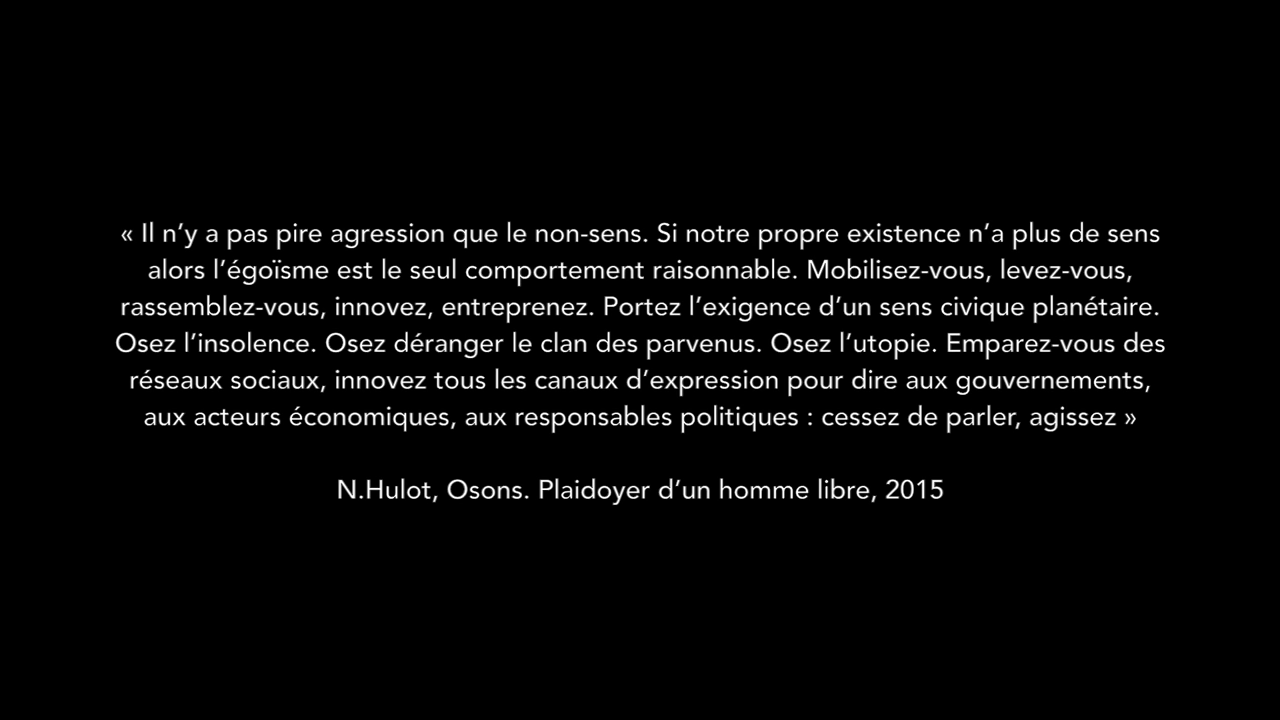 « Il n’y a pas pire agression que le non-sens. Si notre propre existence n’a plus de sens
alors l’égoïsme est le seul comportement raisonnable. Mobilisez-vous, levez-vous,
rassemblez-vous, innovez, entreprenez. Portez l’exigence d’un sens civique planétaire.
Osez l’insolence. Osez déranger le clan des parvenus. Osez l’utopie. Emparez-vous des
réseaux sociaux, innovez tous les canaux d’expression pour dire aux gouvernements,
aux acteurs économiques, aux responsables politiques : cessez de parler, agissez »
N.Hulot, Osons. Plaidoyer d’un homme libre, 2015